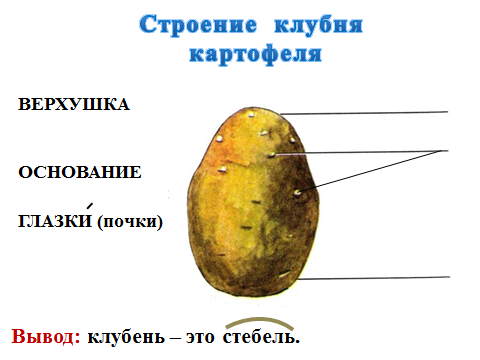 Строение клубня
картофеля
ВЕРХУШКА
ОСНОВАНИЕ
ГЛАЗКИ́ (почки)
Вывод: клубень – это стебель.